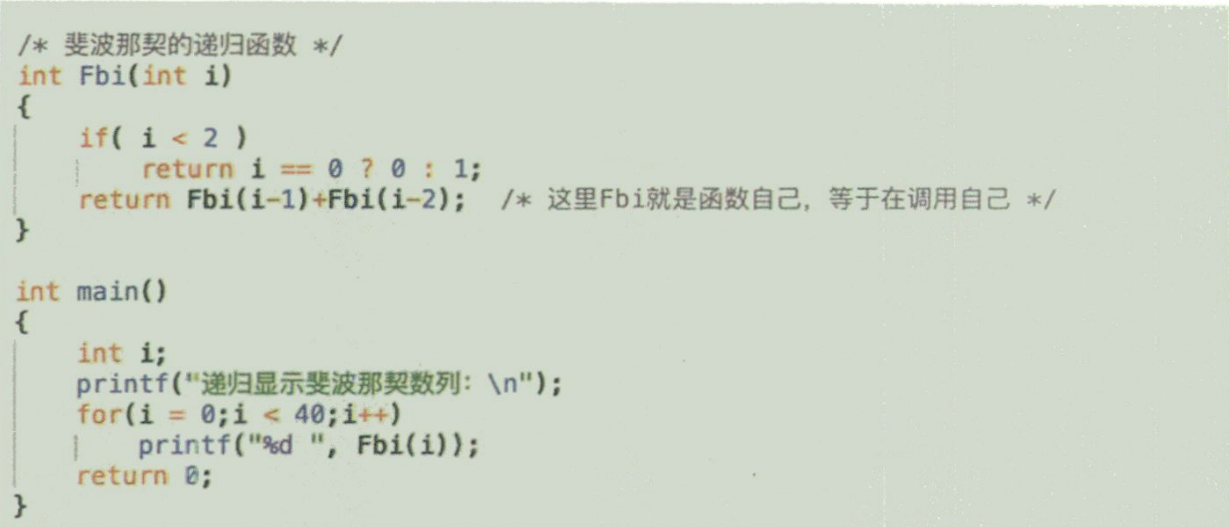 /* 斐波那契的递归函数 */
int Fbi(int i)
{
    if( i < 2 )
        return i == 0 ? 0 : 1;
    return Fbi(i-1)+Fbi(i-2);  /* 这里Fbi就是函数自己，等于在调用自己 */
}

int main()
{
    int i;
    printf("递归显示斐波那契数列：\n");
    for(i = 0;i < 40;i++)
        printf("%d ", Fbi(i));
    return 0;
}